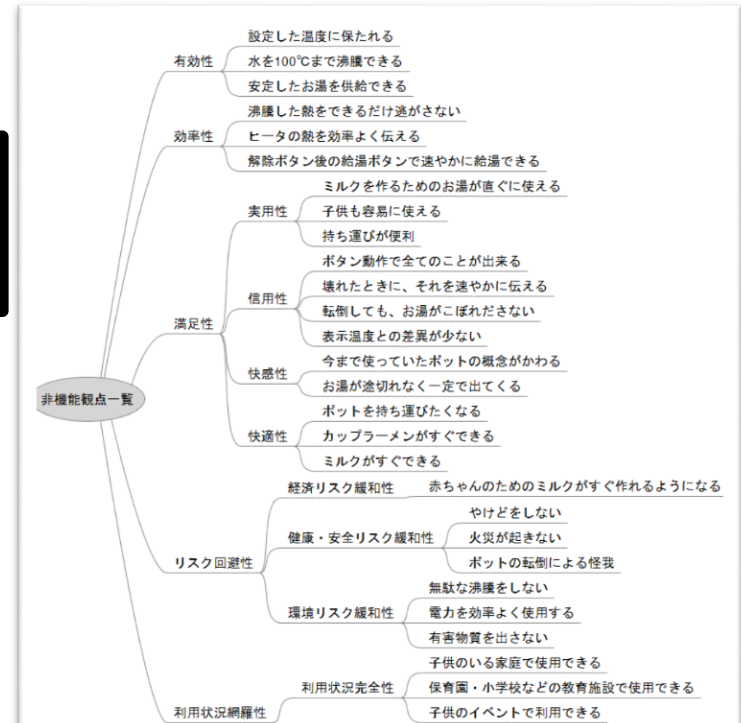 非機能観点一覧
有効性
設定した温度に保たれる
水を100℃まで沸騰できる
安定したお湯を供給できる
効率性
沸騰した熱をできるだけ逃がさない
ヒータの熱を効率よく伝える
解除ボタン後の給湯ボタンで速やかに給湯できる
満足性
実用性
ミルクを作るためのお湯が直ぐに使える
子供も容易に使える
持ち運びが便利
信用性
ボタン動作で全てのことが出来る
壊れたときに、それを速やかに伝える
転倒しても、お湯がこぼれださない
表示温度との差異が少ない
快感性
今まで使っていたポットの概念がかわる
お湯が途切れなく一定で出てくる
快適性
ポットを持ち運びたくなる
カップラーメンがすぐできる
ミルクがすぐできる
リスク回避性
経済リスク緩和性
赤ちゃんのためのミルクがすぐ作れるようになる
健康・安全リスク緩和性
やけどをしない
火災が起きない
ポットの転倒による怪我
環境リスク緩和性
無駄な沸騰をしない
電力を効率よく使用する
有害物質を出さない
利用状況網羅性
利用状況完全性
子供のいる家庭で使用できる
保育園・小学校などの教育施設で使用できる
子供のイベントで利用できる